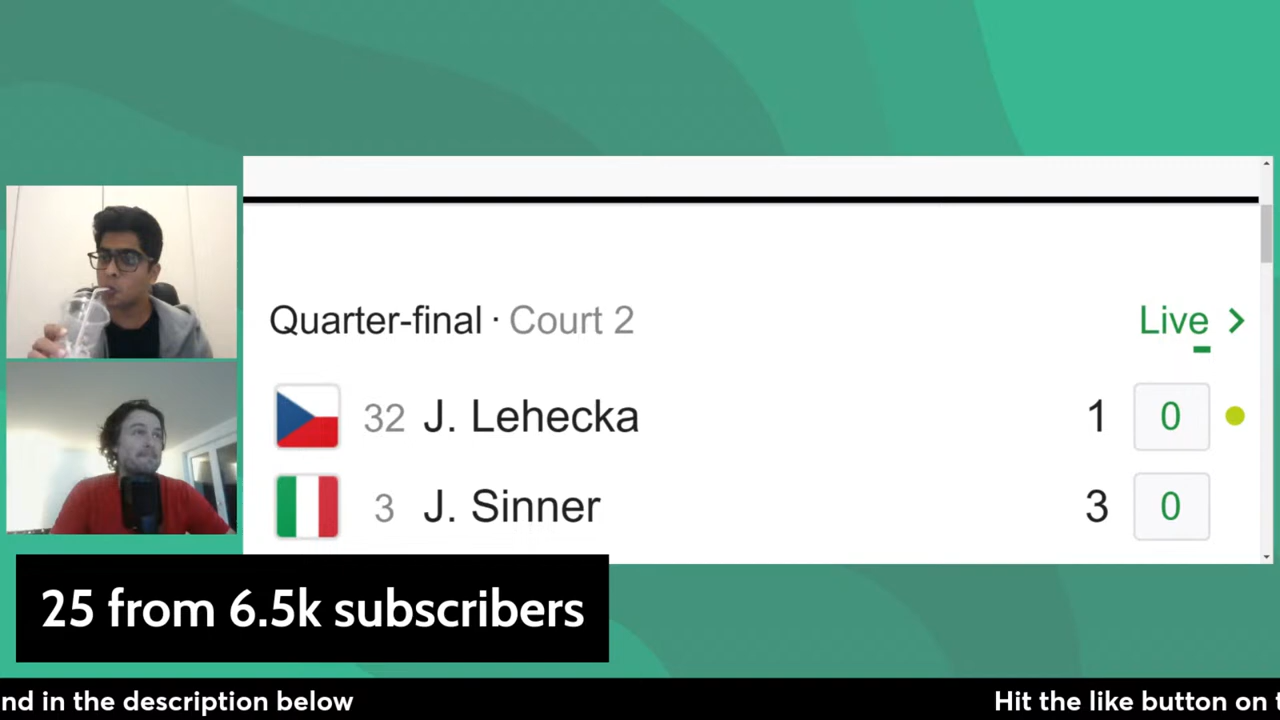 Quarter-final · Court 2
Live
32 J. Lehecka 1 0
3 J. Sinner 3 0
25 from 6.5k subscribers
nd in the description below
Hit the like button on t